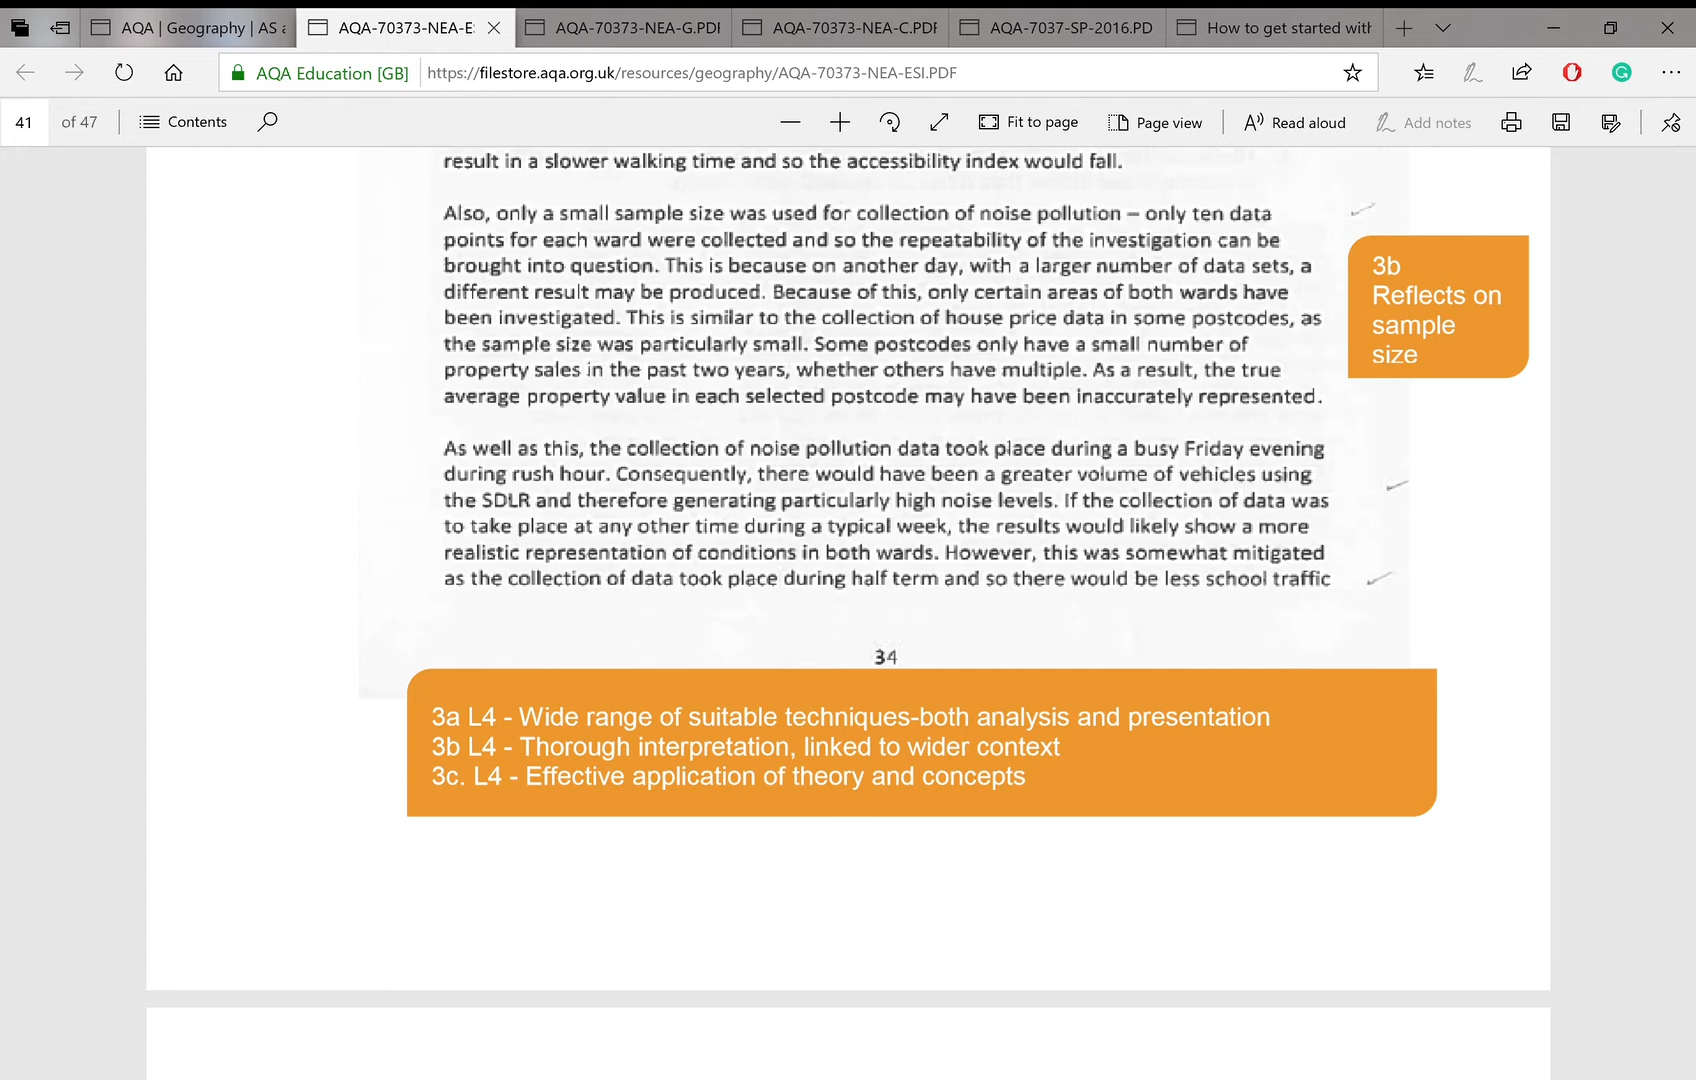 AQA | Geography | AS a
AQA-70373-NEA-ES
AQA-70373-NEA-G.PDF
AQA-70373-NEA-C.PDF
AQA-7037-SP-2016.PD
How to get started with
AQA Education [GB]
https://filestore.aqa.org.uk/resources/geography/AQA-70373-NEA-ESI.PDF
41 of 47
Contents
Fit to page
Page view
Read aloud
Add notes
result in a slower walking time and so the accessibility index would fall.
Also, only a small sample size was used for collection of noise pollution – only ten data
points for each ward were collected and so the repeatability of the investigation can be
brought into question. This is because on another day, with a larger number of data sets, a
different result may be produced. Because of this, only certain areas of both wards have
been investigated. This is similar to the collection of house price data in some postcodes, as
the sample size was particularly small. Some postcodes only have a small number of
property sales in the past two years, whether others have multiple. As a result, the true
average property value in each selected postcode may have been inaccurately represented.
3b
Reflects on
sample
size
As well as this, the collection of noise pollution data took place during a busy Friday evening
during rush hour. Consequently, there would have been a greater volume of vehicles using
the SDLR and therefore generating particularly high noise levels. If the collection of data was
to take place at any other time during a typical week, the results would likely show a more
realistic representation of conditions in both wards. However, this was somewhat mitigated
as the collection of data took place during half term and so there would be less school traffic
34
3a L4 - Wide range of suitable techniques-both analysis and presentation
3b L4 - Thorough interpretation, linked to wider context
3c. L4 - Effective application of theory and concepts